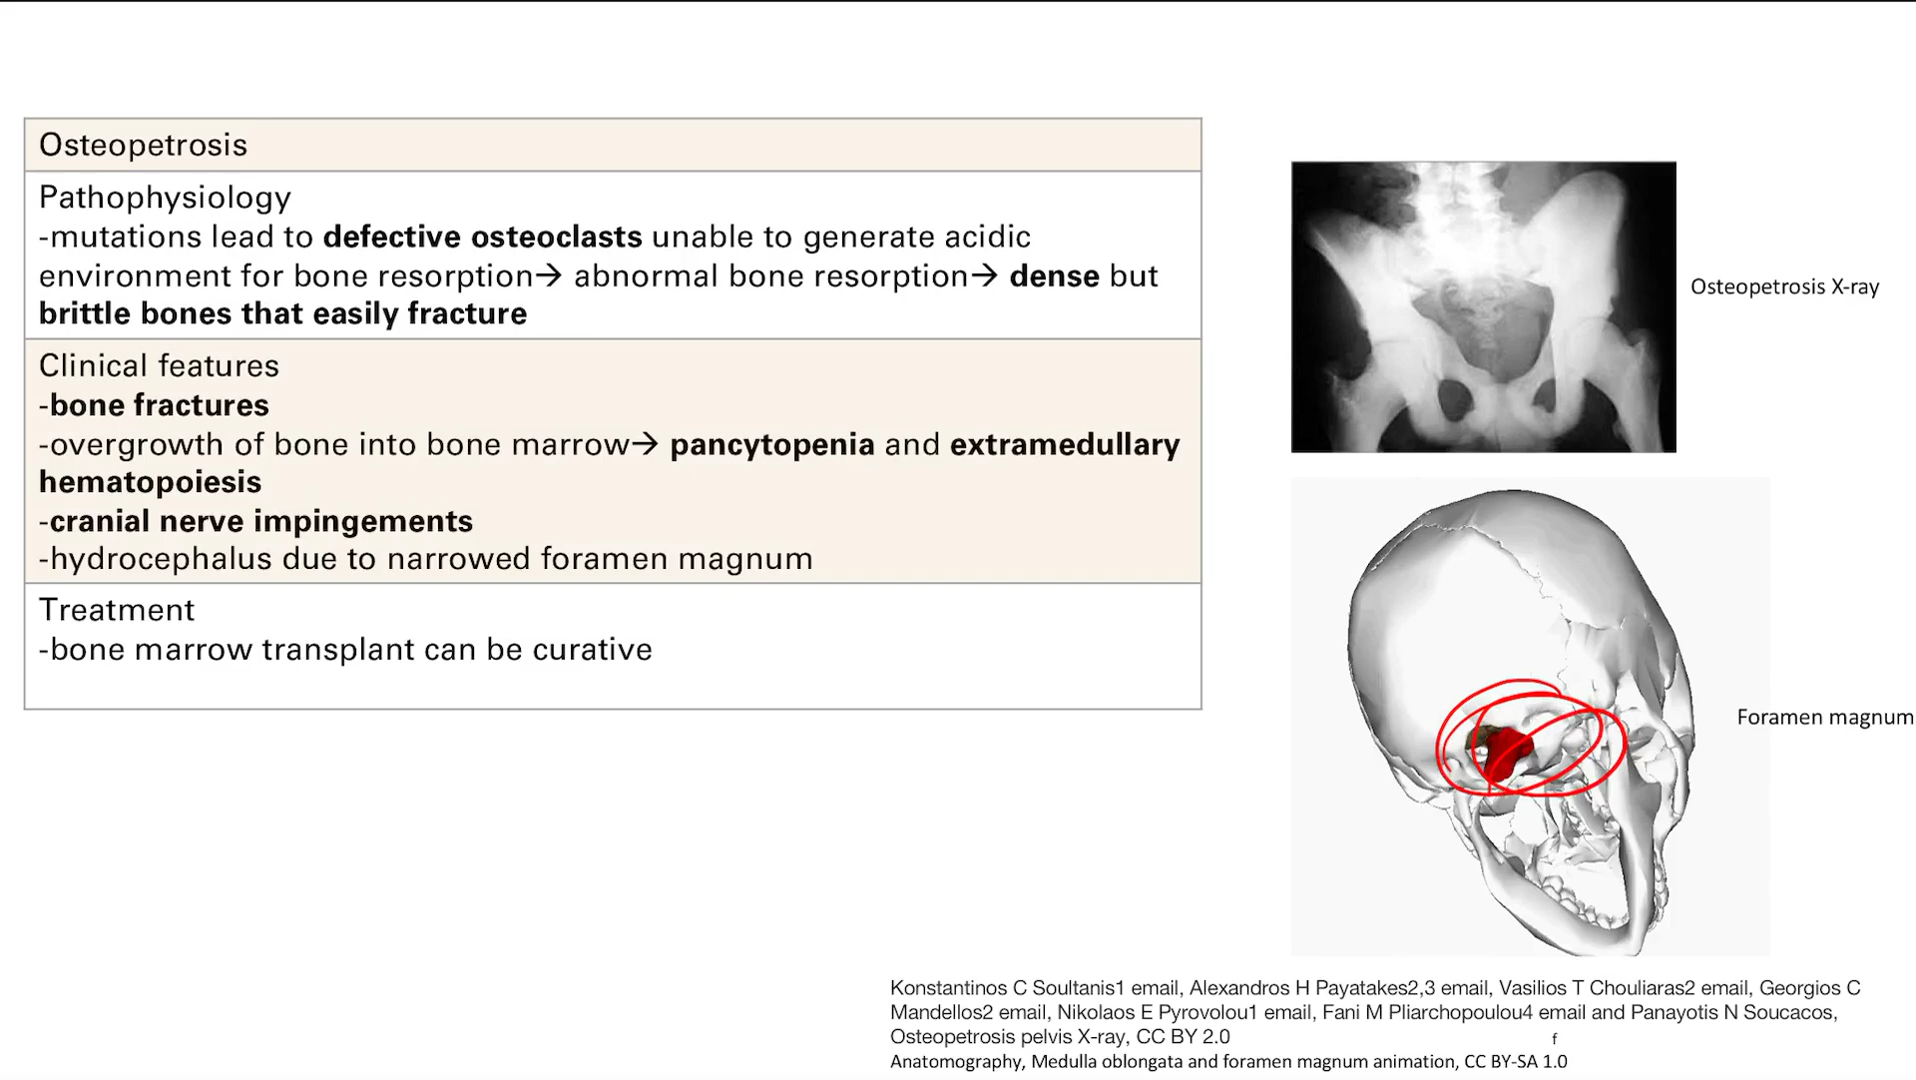 Osteopetrosis
Pathophysiology
-mutations lead to defective osteoclasts unable to generate acidic
environment for bone resorption→ abnormal bone resorption→ dense but
brittle bones that easily fracture
Clinical features
-bone fractures
-overgrowth of bone into bone marrow→ pancytopenia and extramedullary
hematopoiesis
-cranial nerve impingements
-hydrocephalus due to narrowed foramen magnum
Treatment
-bone marrow transplant can be curative
Osteopetrosis X-ray
Foramen magnum
Konstantinos C Soultanis1 email, Alexandros H Payatakes2,3 email, Vasilios T Chouliaras2 email, Georgios C
Mandellos2 email, Nikolaos E Pyrovolou1 email, Fani M Pliarchopoulou4 email and Panayotis N Soucacos,
Osteopetrosis pelvis X-ray, CC BY 2.0
f
Anatomography, Medulla oblongata and foramen magnum animation, CC BY-SA 1.0